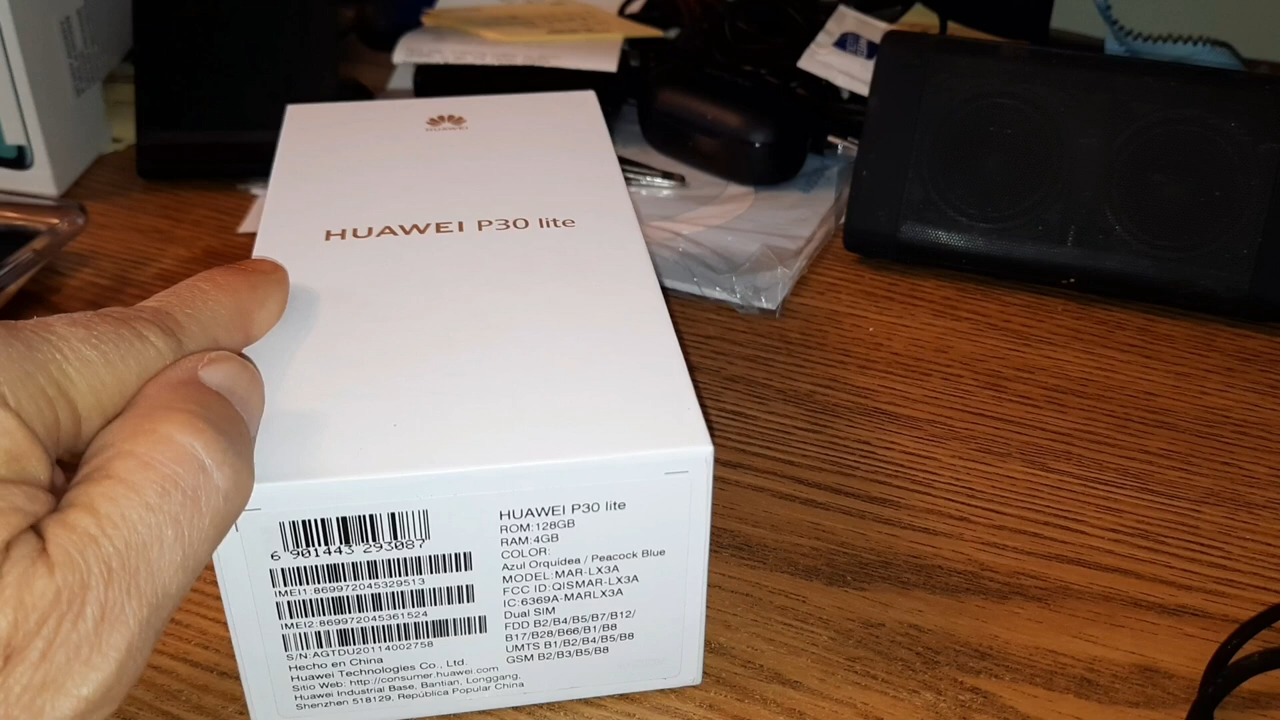 HUAWEI
HUAWEI P30 lite
6 901443 293087
IMEI1:869972045329513
IMEI2:869972045361524
S/N:AGTDU20114002758
Hecho en China
Huawei Technologies Co., Ltd.
Sitio Web: http://consumer.huawei.com
Huawei Industrial Base, Bantian, Longgang,
Shenzhen 518129, República Popular China
HUAWEI P30 lite
ROM:128GB
RAM:4GB
COLOR:
Azul Orquídea / Peacock Blue
MODEL:MAR-LX3A
FCC ID:QISMAR-LX3A
IC:6369A-MARLX3A
Dual SIM
FDD B2/B4/B5/B7/B12/
B17/B28/B66/B1/B8
UMTS B1/B2/B4/B5/B8
GSM B2/B3/B5/B8